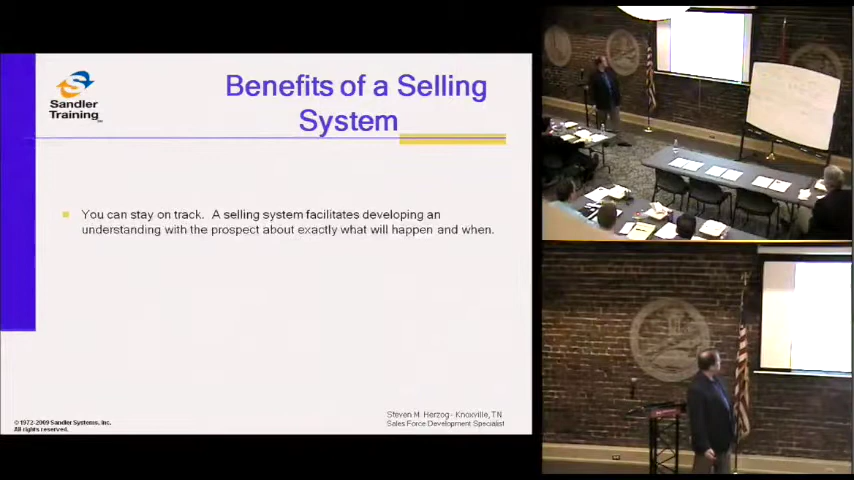 Sandler
Training
Benefits of a Selling
System
You can stay on track. A selling system facilitates developing an
understanding with the prospect about exactly what will happen and when.
© 1972-2009 Sandler Systems, Inc.
All rights reserved.
Steven M. Herzog - Knoxville, TN
Sales Force Development Specialist